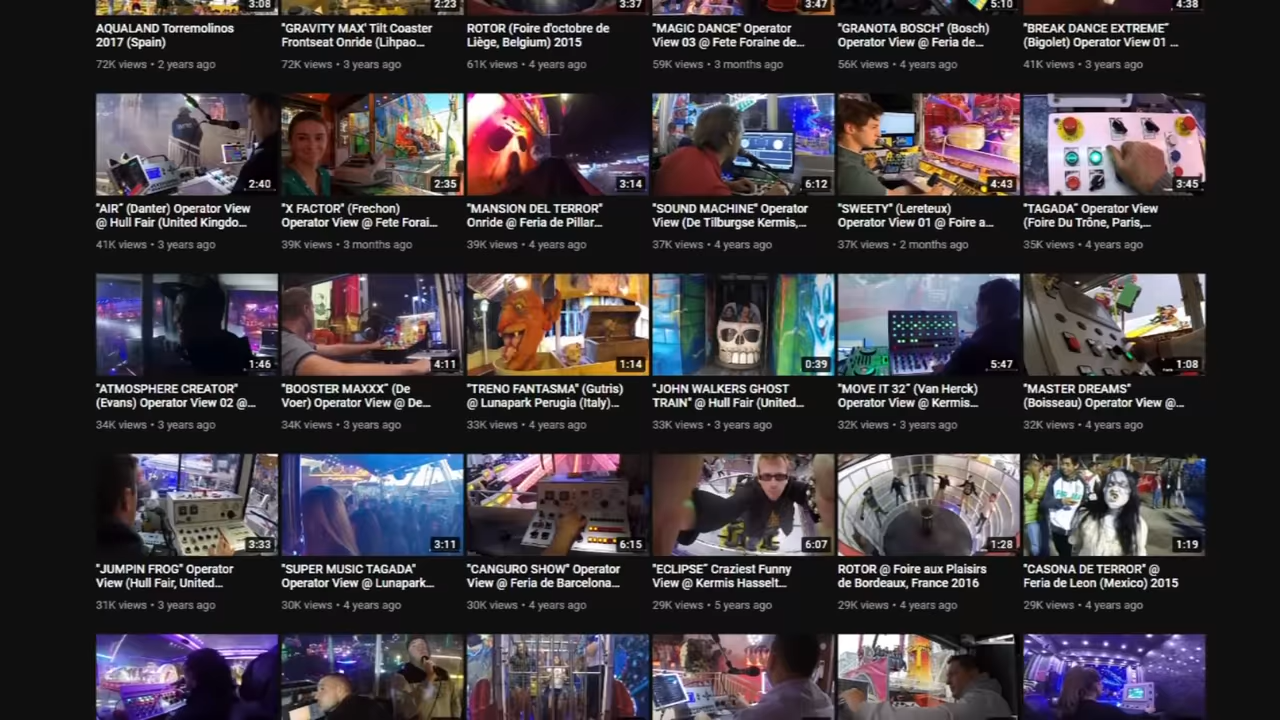 3:08
2:23
3:37
3:47
5:10
4:38
AQUALAND Torremolinos
2017 (Spain)
72K views • 2 years ago
"GRAVITY MAX' Tilt Coaster
Frontseat Onride (Lihpao...
72K views • 3 years ago
ROTOR (Foire d'octobre de
Liège, Belgium) 2015
61K views • 4 years ago
"MAGIC DANCE" Operator
View 03 @ Fete Foraine de...
59K views • 3 months ago
"GRANOTA BOSCH" (Bosch)
Operator View @ Feria de...
56K views • 4 years ago
"BREAK DANCE EXTREME"
(Bigolet) Operator View 01 ...
41K views • 3 years ago
2:40
2:35
3:14
6:12
4:43
3:45
"AIR" (Danter) Operator View
@ Hull Fair (United Kingdo...
41K views • 3 years ago
"X FACTOR" (Frechon)
Operator View @ Fete Forai...
39K views • 3 months ago
"MANSION DEL TERROR"
Onride @ Feria de Pillar...
39K views • 4 years ago
"SOUND MACHINE" Operator
View (De Tilburgse Kermis,...
37K views • 4 years ago
"SWEETY" (Lereteux)
Operator View 01 @ Foire a...
37K views • 2 months ago
"TAGADA" Operator View
(Foire Du Trône, Paris,...
35K views • 4 years ago
1:46
4:11
1:14
0:39
5:47
1:08
"ATMOSPHERE CREATOR"
(Evans) Operator View 02 @...
34K views • 3 years ago
"BOOSTER MAXXX" (De
Voer) Operator View @ De...
34K views • 3 years ago
"TRENO FANTASMA" (Gutris)
@ Lunapark Perugia (Italy)...
33K views • 4 years ago
"JOHN WALKERS GHOST
TRAIN" @ Hull Fair (United...
33K views • 3 years ago
"MOVE IT 32" (Van Herck)
Operator View @ Kermis...
32K views • 3 years ago
"MASTER DREAMS"
(Boisseau) Operator View @...
32K views • 4 years ago
3:33
3:11
6:15
6:07
1:28
1:19
"JUMPIN FROG" Operator
View (Hull Fair, United...
31K views • 3 years ago
"SUPER MUSIC TAGADA"
Operator View @ Lunapark...
30K views • 4 years ago
"CANGURO SHOW" Operator
View @ Feria de Barcelona...
30K views • 4 years ago
"ECLIPSE" Craziest Funny
View @ Kermis Hasselt...
29K views • 5 years ago
ROTOR @ Foire aux Plaisirs
de Bordeaux, France 2016
29K views • 4 years ago
"CASONA DE TERROR" @
Feria de Leon (Mexico) 2015
29K views • 4 years ago